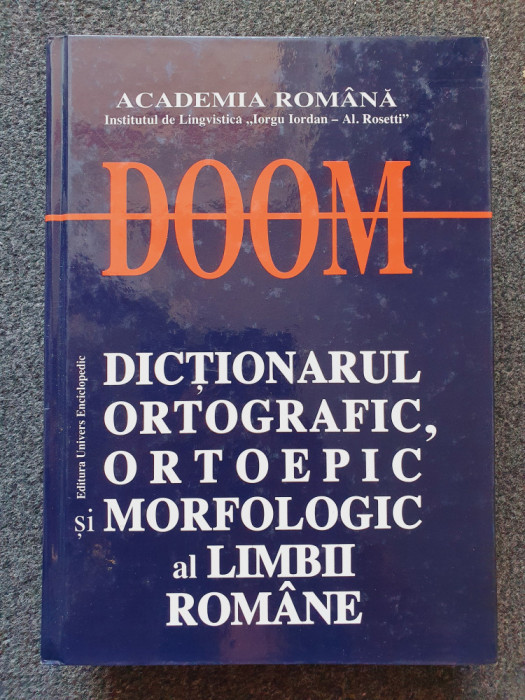 ACADEMIA ROMÂNĂ
Institutul de Lingvistică „Iorgu Iordan – Al. Rosetti”
DOOM
Editura Univers Enciclopedic
DICȚIONARUL
ORTOGRAFIC,
ORTOEPIC
și MORFOLOGIC
al LIMBII
ROMÂNE